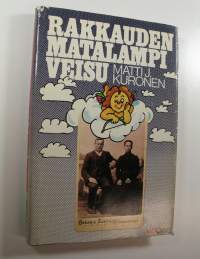 RAKKAUDEN
MATALAMPI
VEISU
MATTI J.
KURONEN